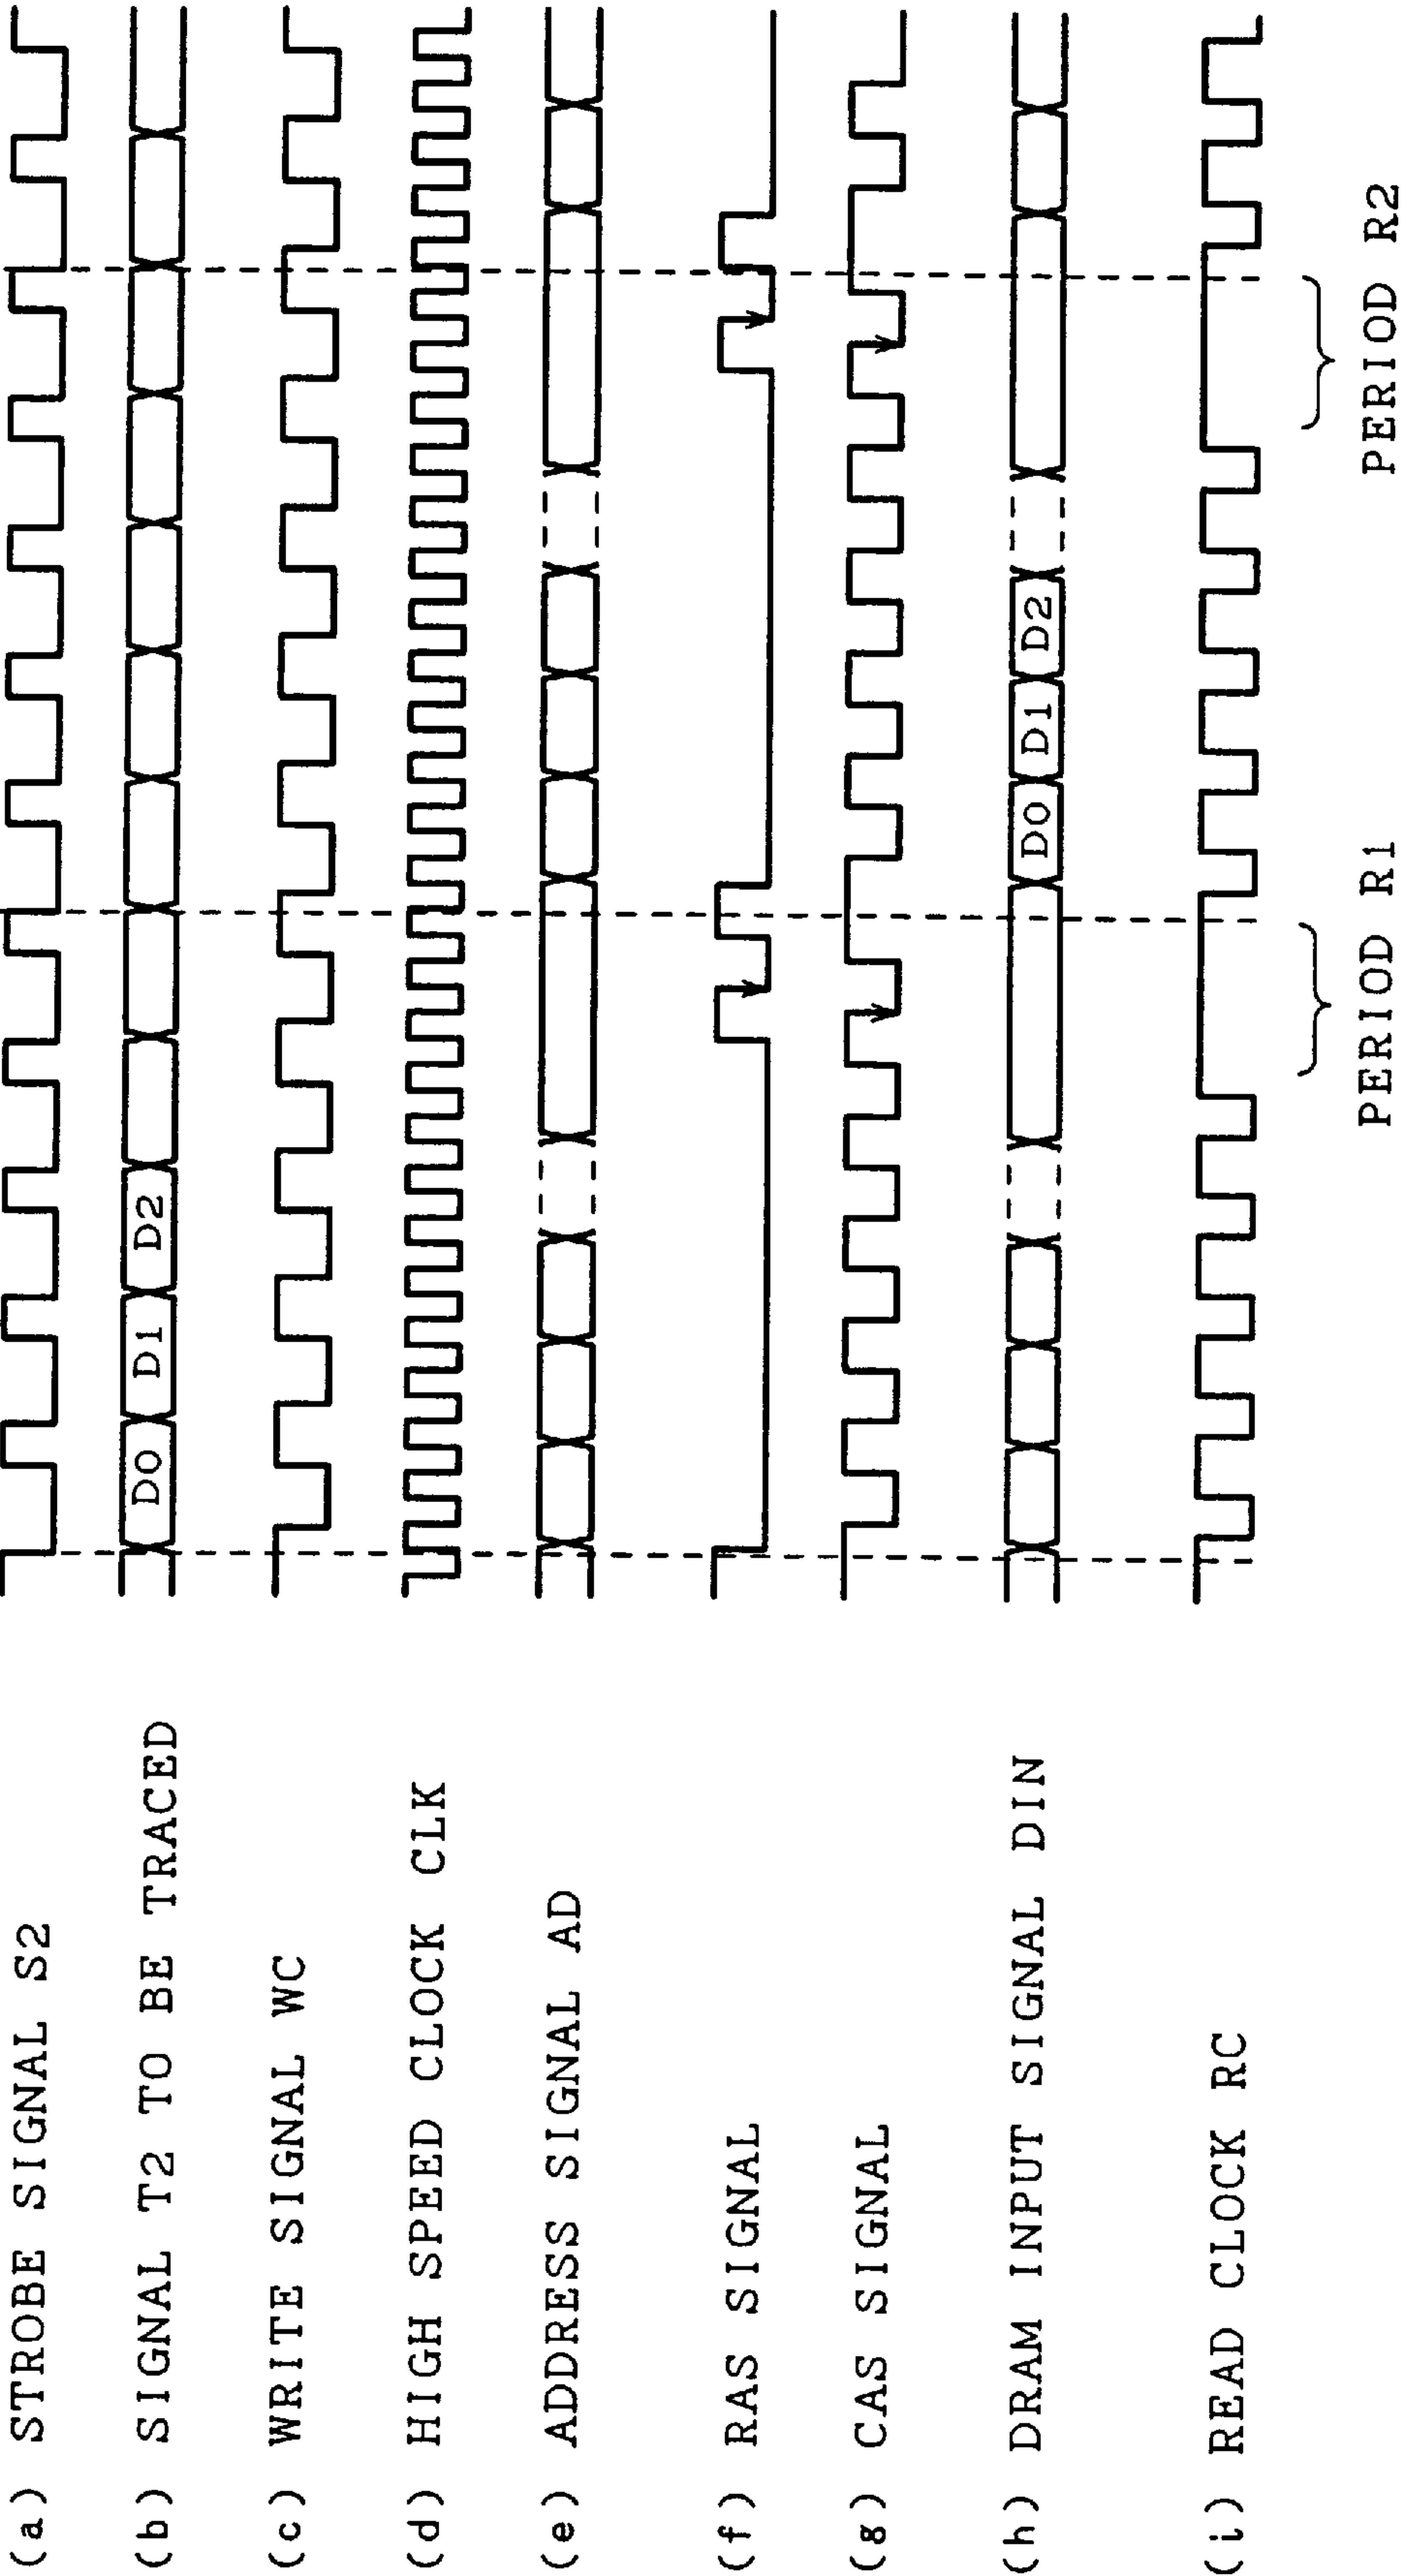 (a) STROBE SIGNAL S2
(b) SIGNAL T2 TO BE TRACED
D0 D1 D2
(c) WRITE SIGNAL WC
(d) HIGH SPEED CLOCK CLK
(e) ADDRESS SIGNAL AD
(f) RAS SIGNAL
(g) CAS SIGNAL
(h) DRAM INPUT SIGNAL DIN
D0 D1 D2
(i) READ CLOCK RC
PERIOD R1
PERIOD R2